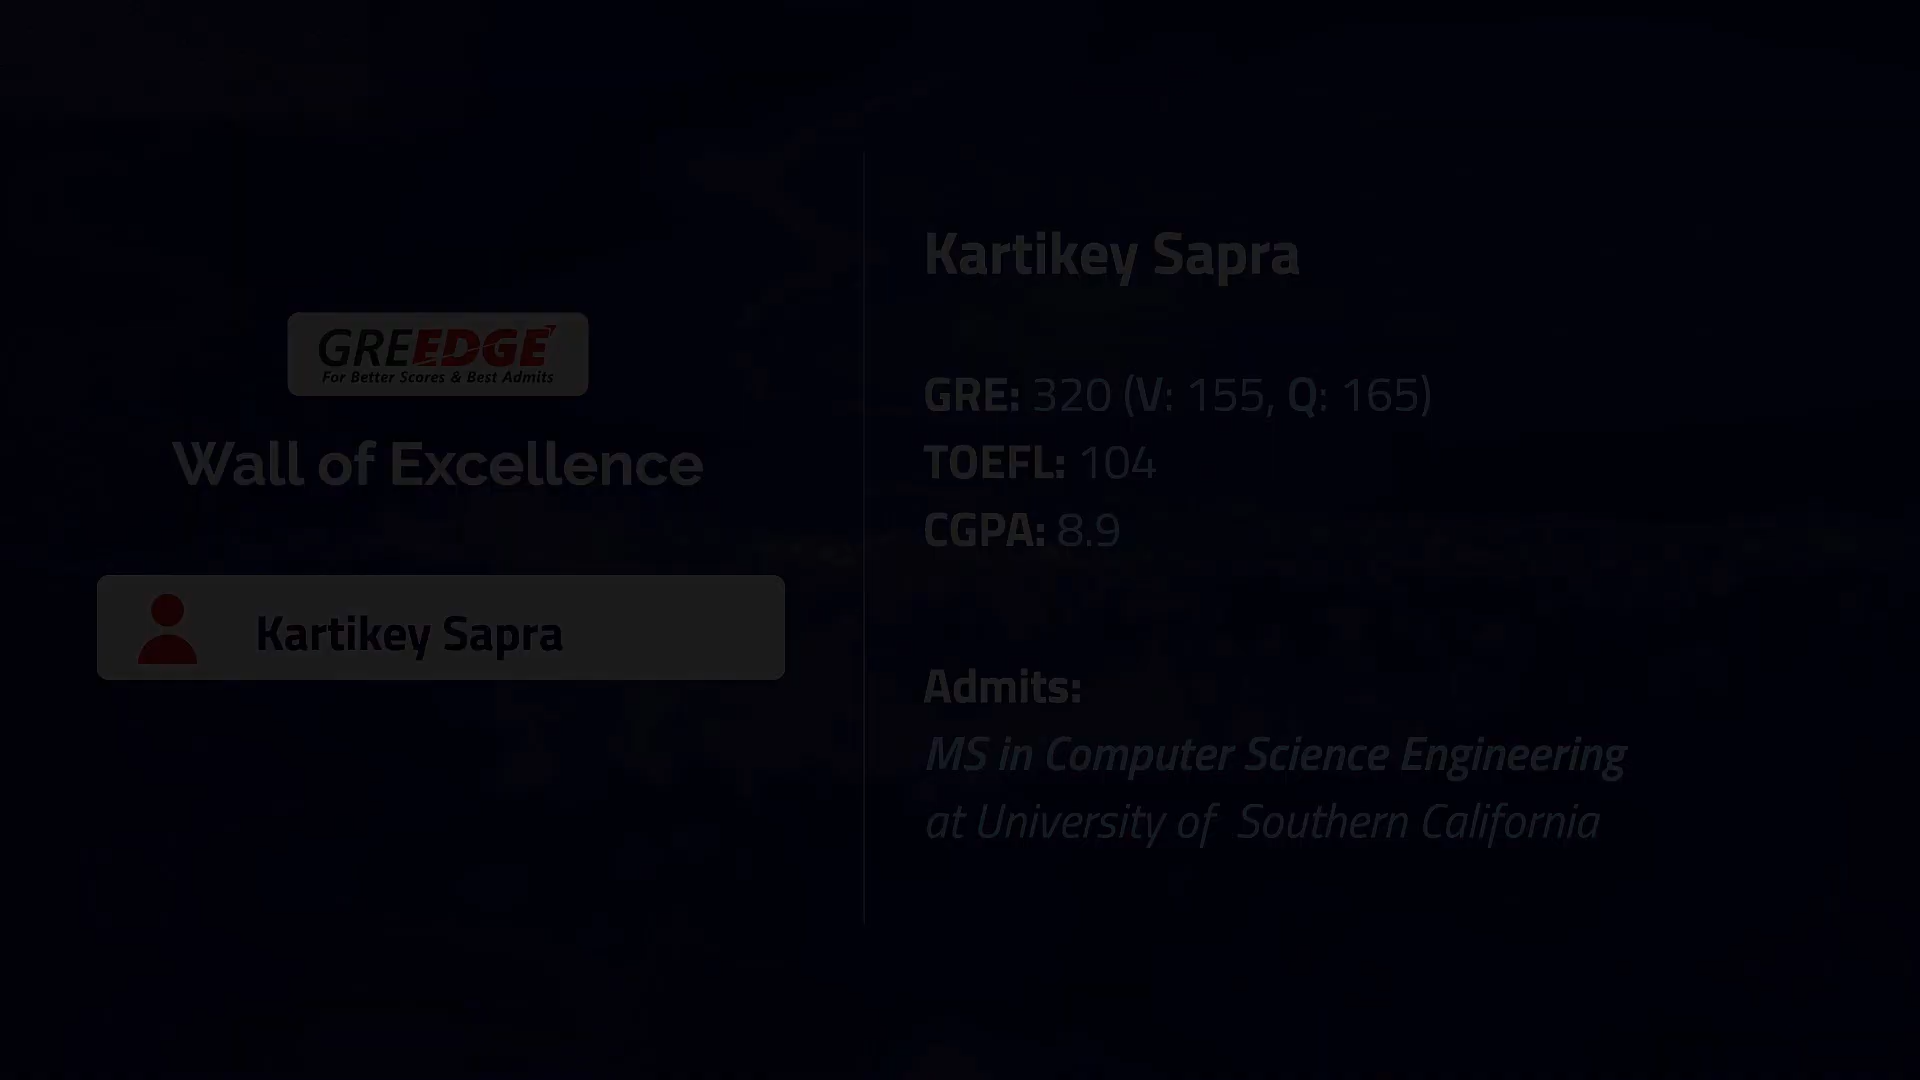 GREEDGE
For Better Scores & Best Admits
Wall of Excellence
Kartikey Sapra
Kartikey Sapra
GRE: 320 (V: 155, Q: 165)
TOEFL: 104
CGPA: 8.9
Admits:
MS in Computer Science Engineering
at University of Southern California